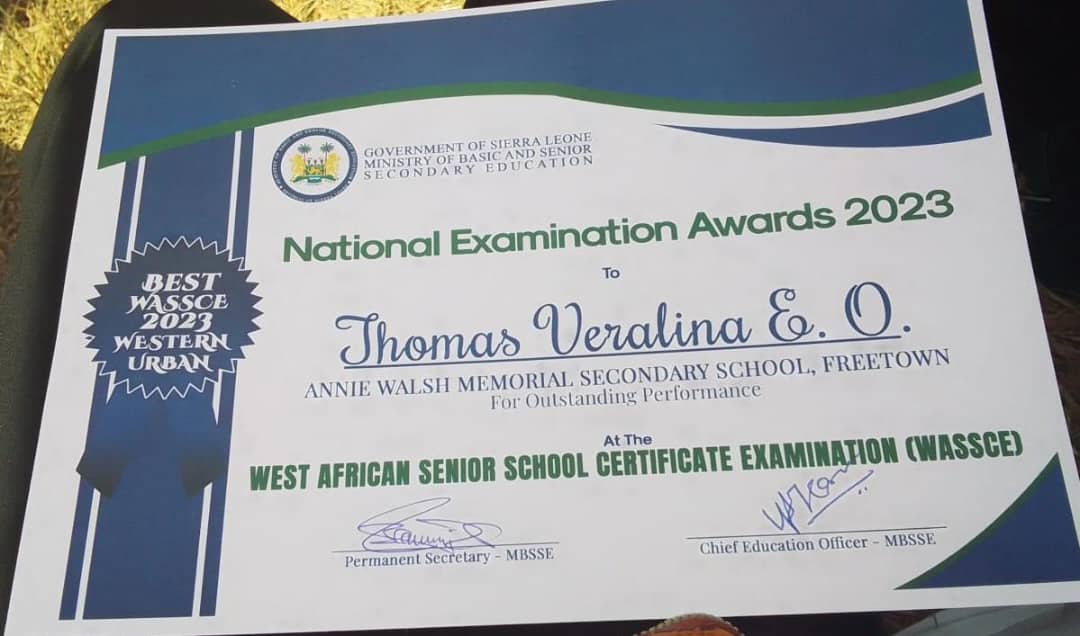 GOVERNMENT OF SIERRA LEONE
MINISTRY OF BASIC AND SENIOR
SECONDARY EDUCATION
National Examination Awards 2023
To
Thomas Veralina E. O.
ANNIE WALSH MEMORIAL SECONDARY SCHOOL, FREETOWN
For Outstanding Performance
At The
WEST AFRICAN SENIOR SCHOOL CERTIFICATE EXAMINATION (WASSCE)
Permanent Secretary - MBSSE
Chief Education Officer - MBSSE
BEST
WASSCE
2023
WESTERN
URBAN